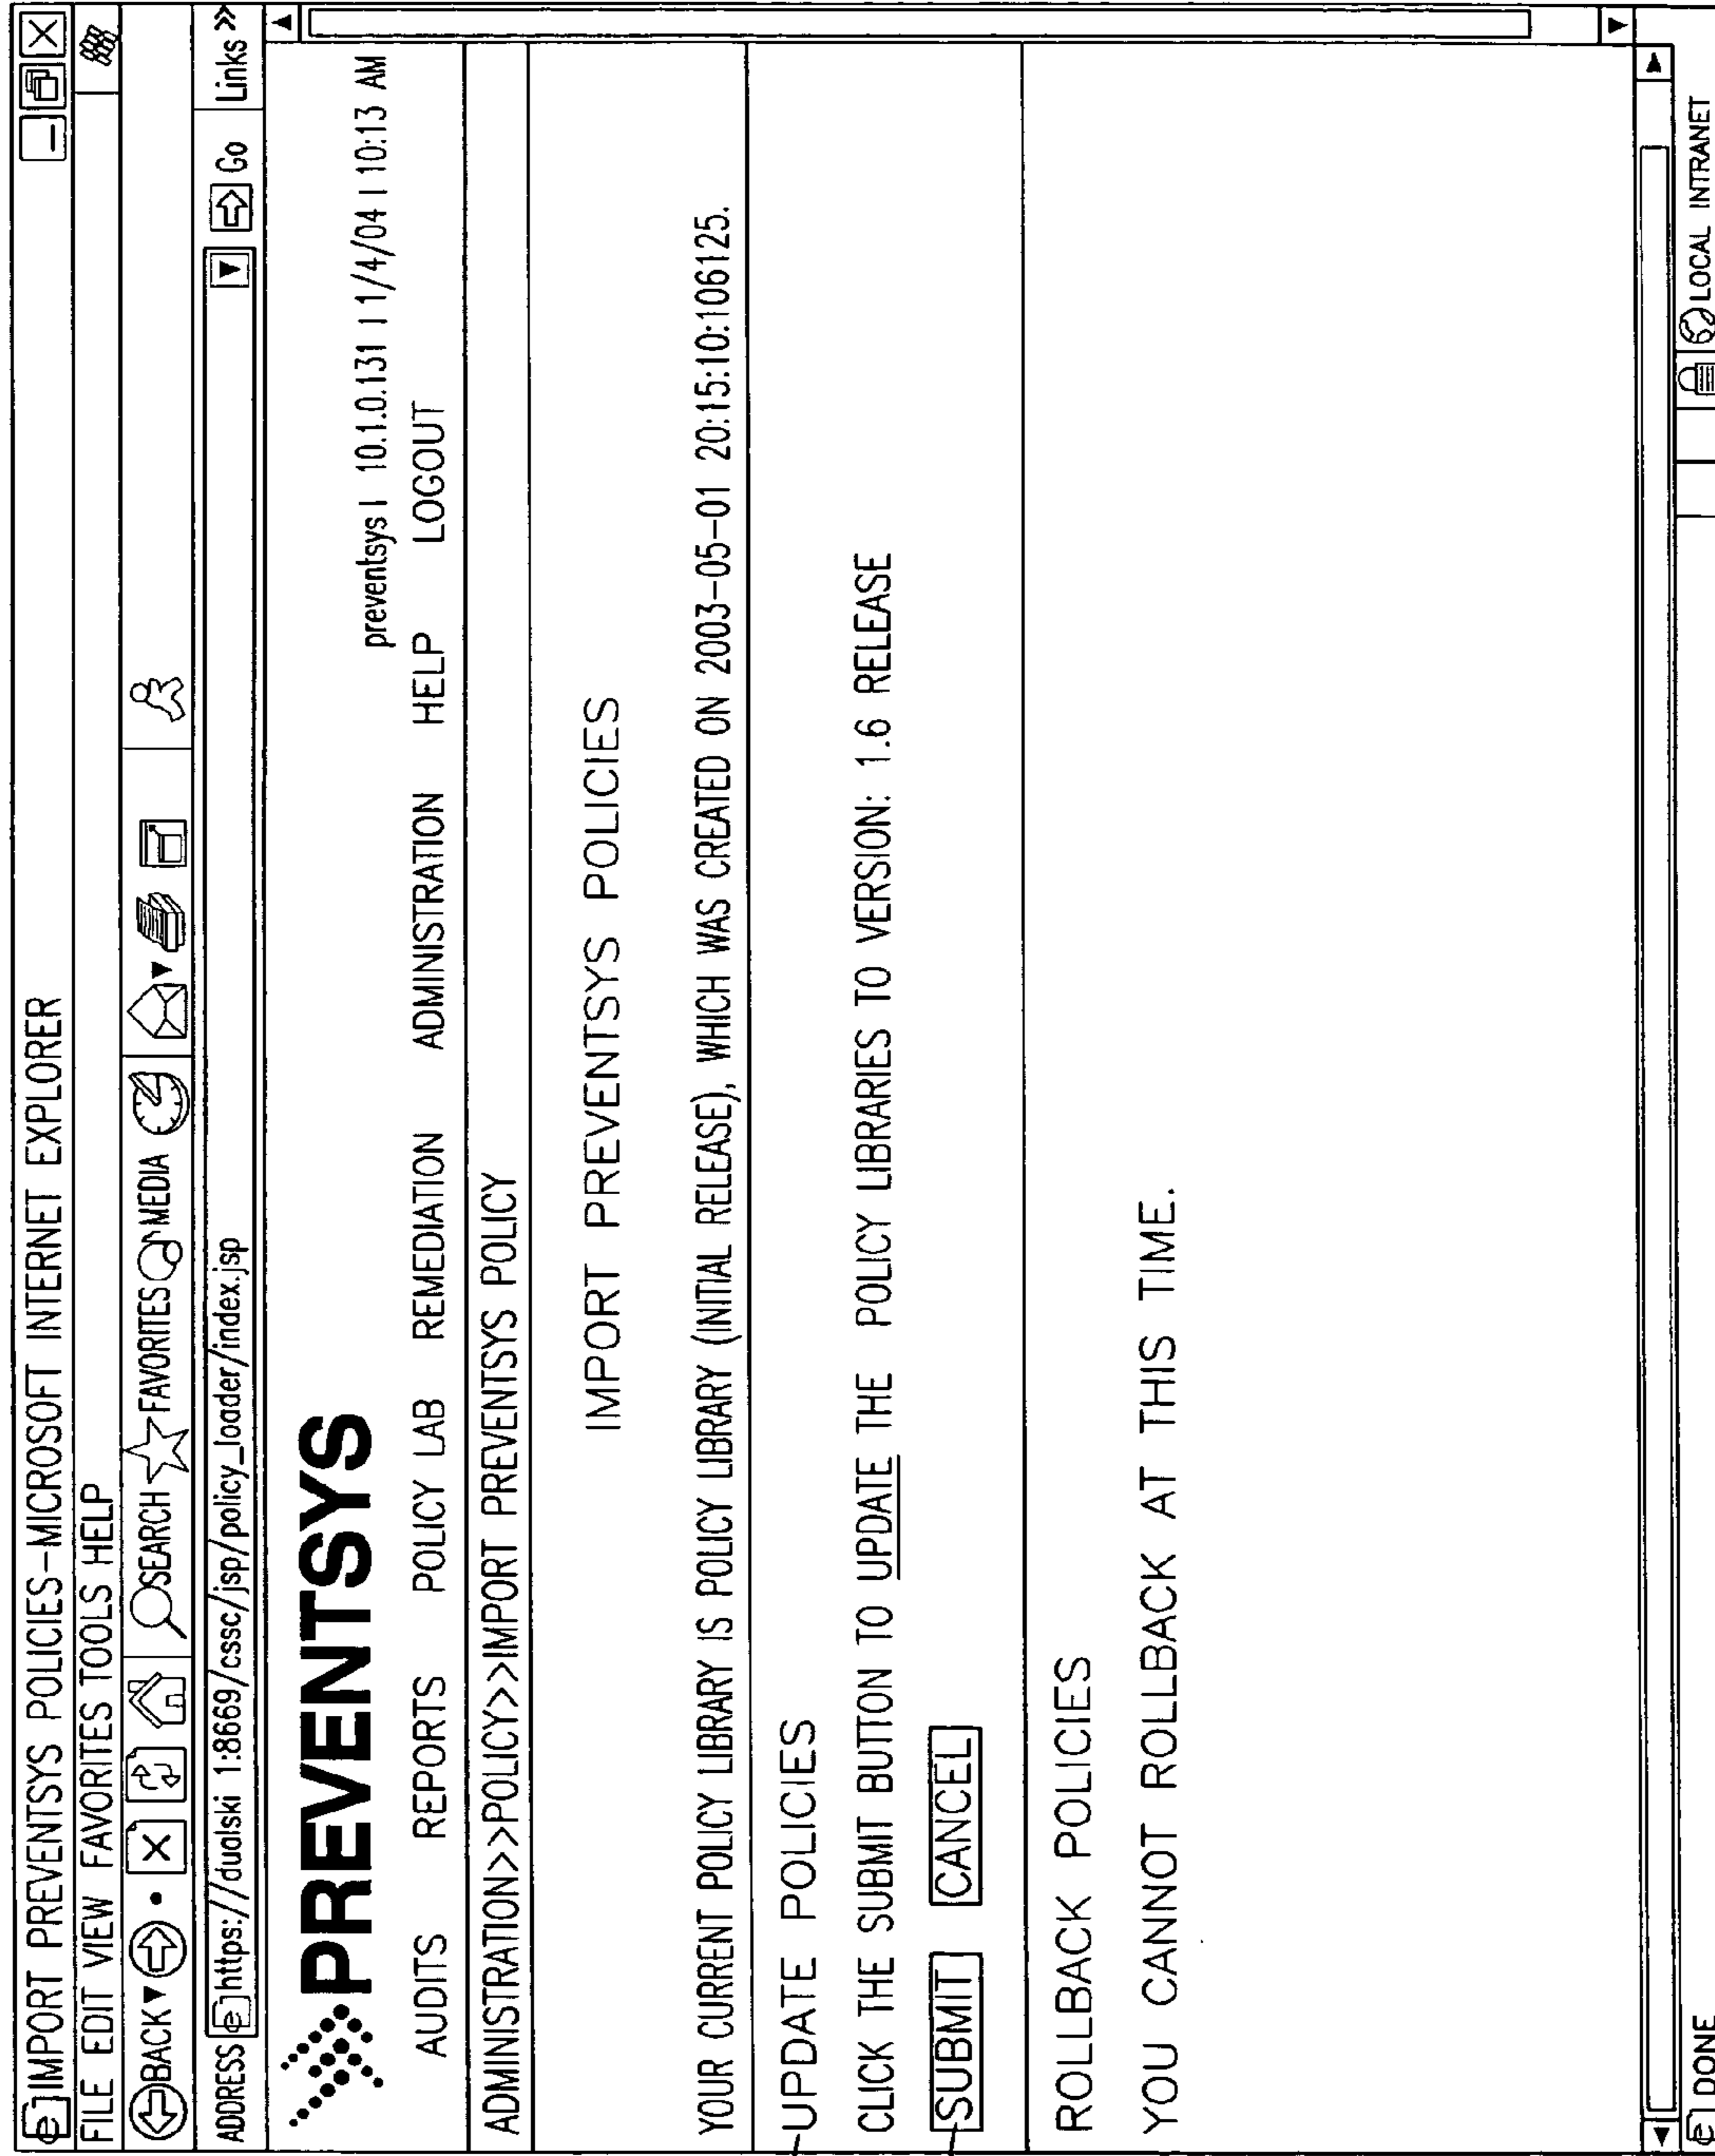 IMPORT PREVENTSYS POLICIES-MICROSOFT INTERNET EXPLORER
FILE EDIT VIEW FAVORITES TOOLS HELP
BACK SEARCH FAVORITES MEDIA
ADDRESS https://dualski 1:8669/cssc/jsp/policy_loader/index.jsp Go Links >>
PREVENTSYS
preventsys | 10.1.0.131 | 1/4/04 | 10:13 AM
AUDITS REPORTS POLICY LAB REMEDIATION ADMINISTRATION HELP LOGOUT
ADMINISTRATION>>POLICY>>IMPORT PREVENTSYS POLICY
IMPORT PREVENTSYS POLICIES
YOUR CURRENT POLICY LIBRARY IS POLICY LIBRARY (INITIAL RELEASE), WHICH WAS CREATED ON 2003-05-01 20:15:10:106125.
UPDATE POLICIES
CLICK THE SUBMIT BUTTON TO UPDATE THE POLICY LIBRARIES TO VERSION: 1.6 RELEASE
SUBMIT CANCEL
ROLLBACK POLICIES
YOU CANNOT ROLLBACK AT THIS TIME.
DONE LOCAL INTRANET